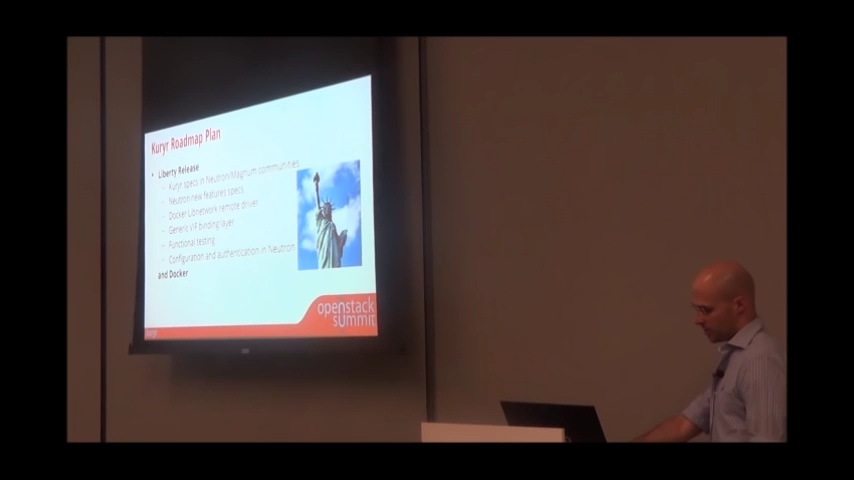 Kuryr Roadmap Plan
• Liberty Release
- Kuryr specs in Neutron/Magnum communities
- Neutron new features specs
- Docker Libnetwork remote driver
- Generic VIF binding layer
- Functional testing
- Configuration and authentication in Neutron
and Docker
openstack
summit